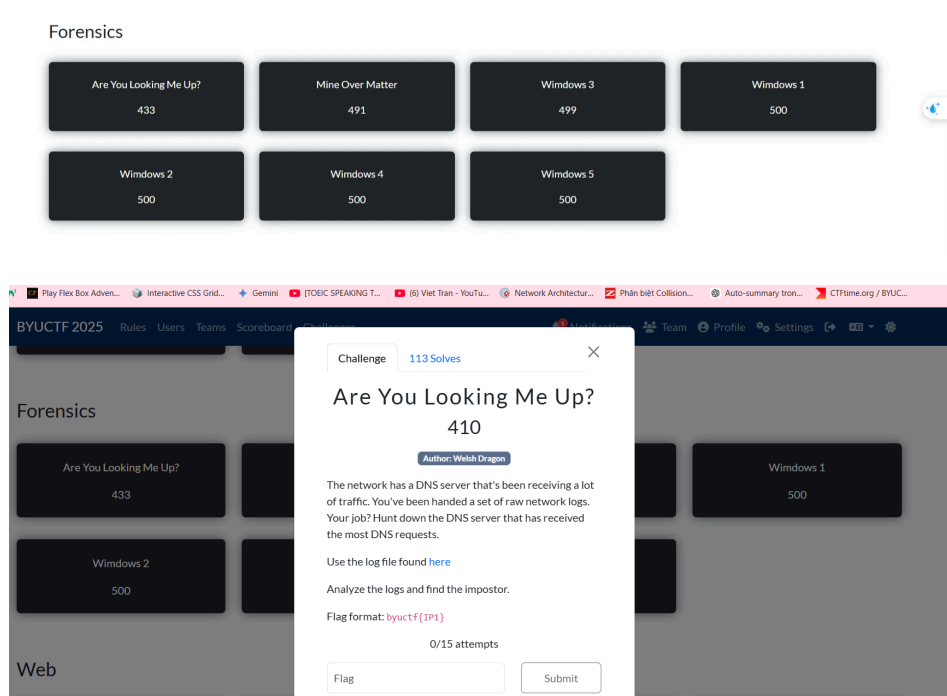 Forensics
Are You Looking Me Up?
433
Mine Over Matter
491
Wimdows 3
499
Wimdows 1
500
Wimdows 2
500
Wimdows 4
500
Wimdows 5
500
Play Flex Box Adven...
Interactive CSS Grid...
Gemini
[TOEIC SPEAKING T...
(6) Viet Tran - YouTu...
Network Architectur...
Phân biệt Collision...
Auto-summary tron...
CTFtime.org / BYUC...
BYUCTF 2025 Rules Users Teams Scoreboard Challenges Notifications Team Profile Settings
Challenge 113 Solves
Are You Looking Me Up?
410
Author: Welsh Dragon
The network has a DNS server that's been receiving a lot
of traffic. You've been handed a set of raw network logs.
Your job? Hunt down the DNS server that has received
the most DNS requests.
Use the log file found here
Analyze the logs and find the impostor.
Flag format: byuctf{IP1}
0/15 attempts
Flag Submit
Forensics
Are You Looking Me Up?
433
Wimdows 1
500
Wimdows 2
500
Web